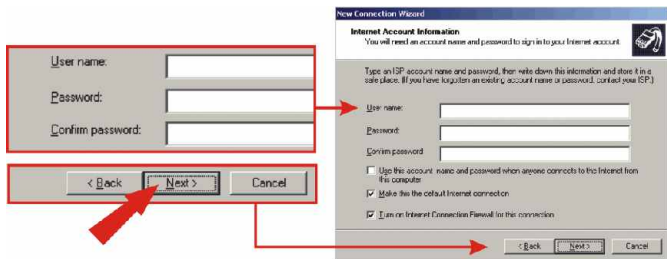 User name:
Password:
Confirm password:
< Back
Next >
Cancel
New Connection Wizard
Internet Account Information
You will need an account name and password to sign in to your Internet account.
Type an ISP account name and password, then write down this information and store it in a
safe place. (If you have forgotten an existing account name or password, contact your ISP.)
User name:
Password:
Confirm password:
Use this account name and password when anyone connects to the Internet from
this computer
Make this the default Internet connection
Turn on Internet Connection Firewall for this connection
< Back
Next >
Cancel